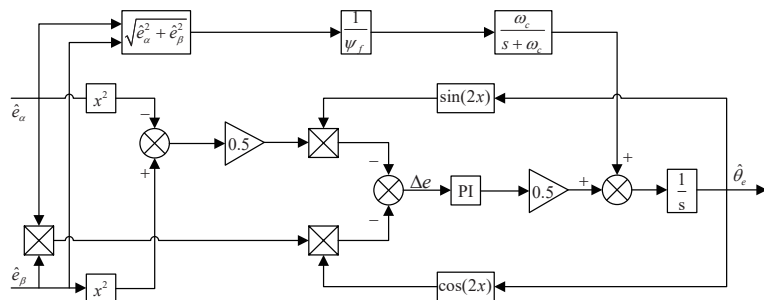 √(ê_α² + ê_β²)
1/ψ_f
ω_c/(s+ω_c)
ê_α
x²
−
+
0.5
sin(2x)
−
−
Δe
PI
0.5
+
+
1/s
θ̂_e
ê_β
x²
cos(2x)